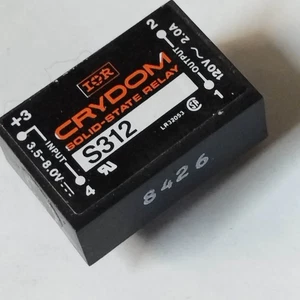 IOR
CRYDOM
SOLID-STATE RELAY
S312
+3
INPUT
3.5-8.0V
4
2
OUTPUT
120V~2.0A
1
LR32053
8426